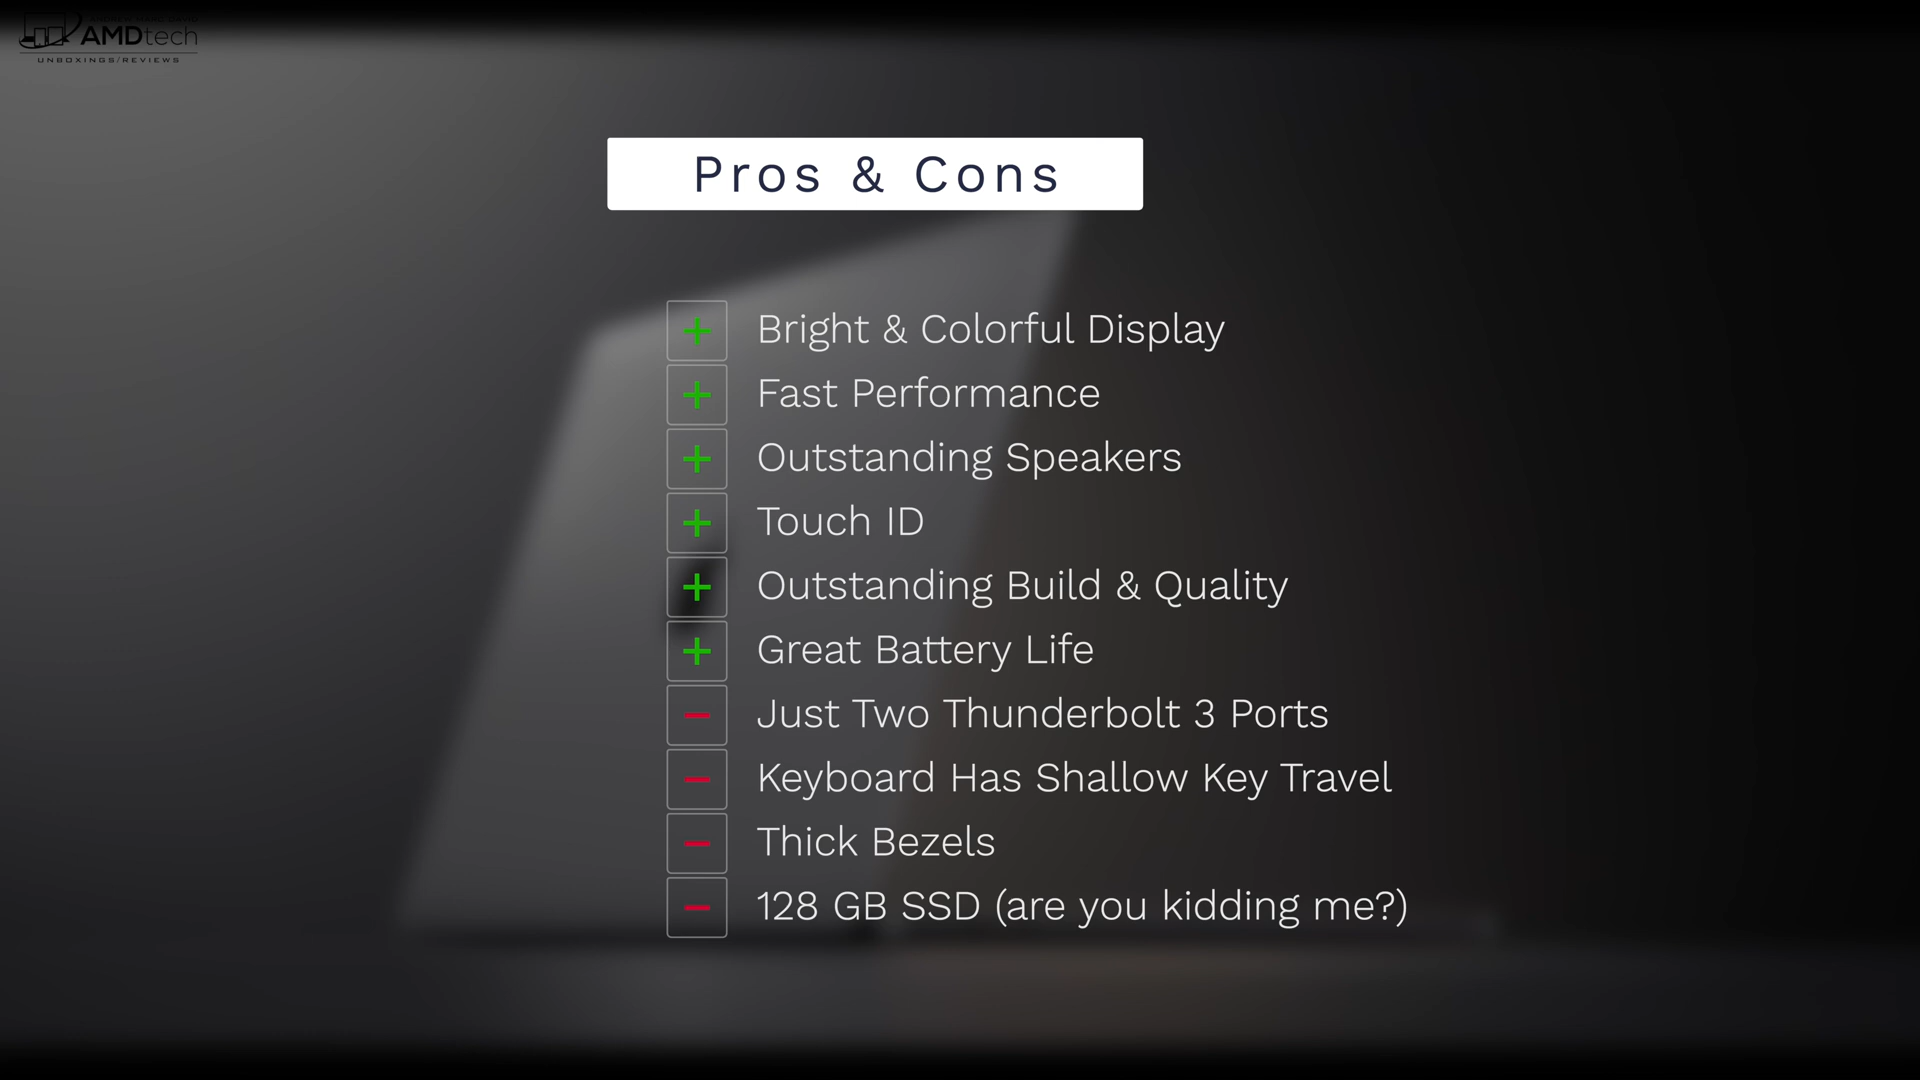 AMDtech
UNBOXINGS/REVIEWS
Pros & Cons
+ Bright & Colorful Display
+ Fast Performance
+ Outstanding Speakers
+ Touch ID
+ Outstanding Build & Quality
+ Great Battery Life
− Just Two Thunderbolt 3 Ports
− Keyboard Has Shallow Key Travel
− Thick Bezels
− 128 GB SSD (are you kidding me?)